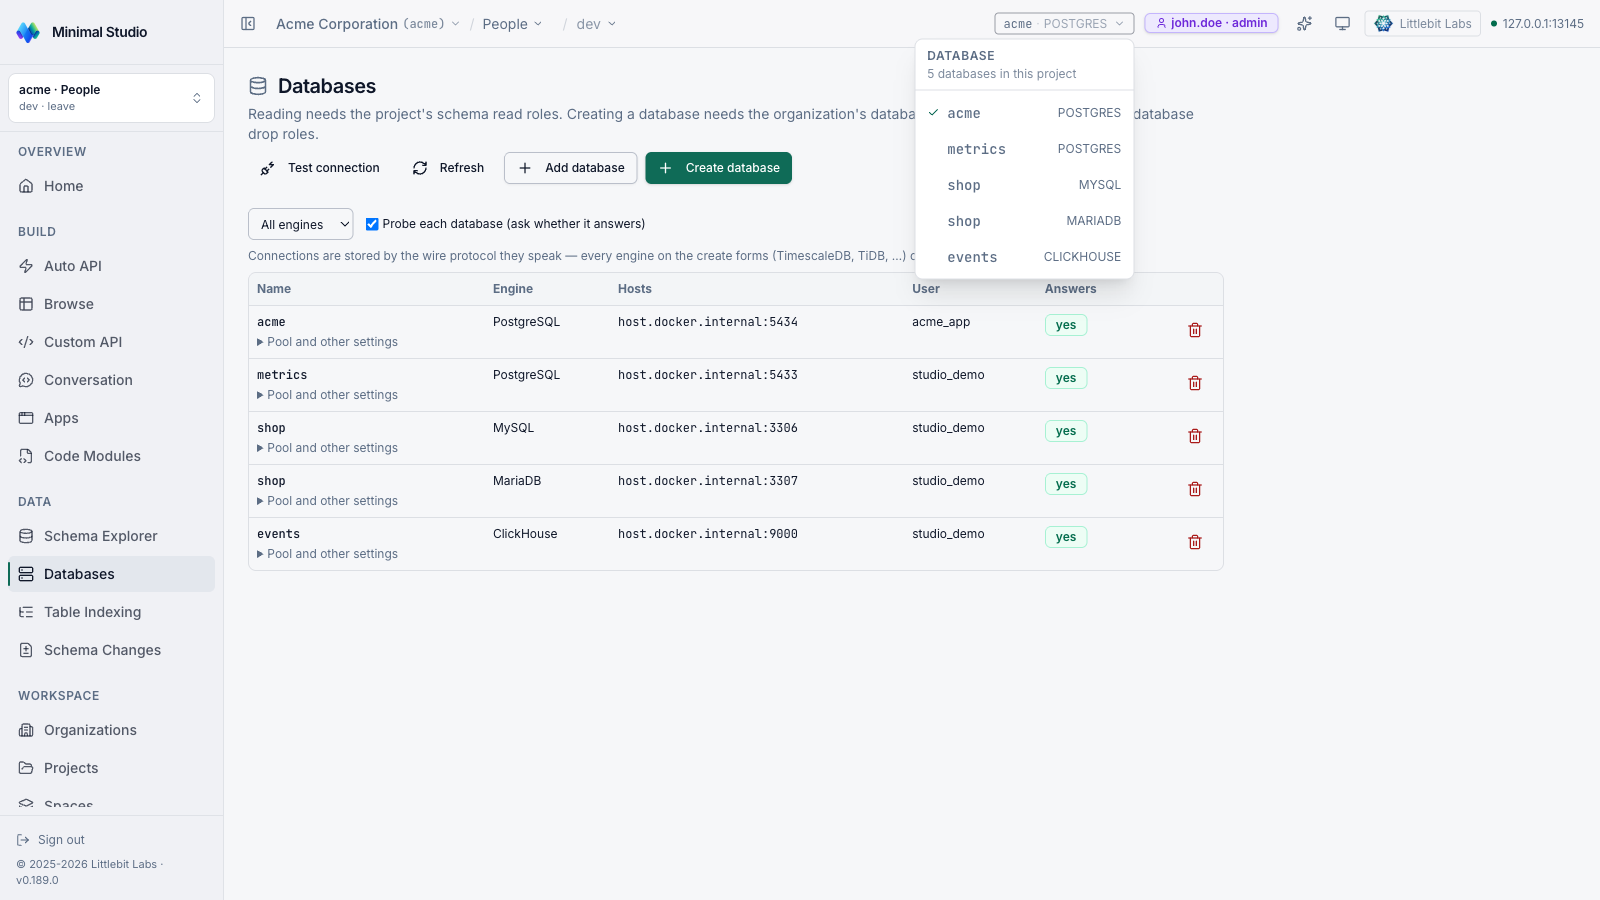 Minimal Studio
acme · People
dev · leave
OVERVIEW
Home
BUILD
Auto API
Browse
Custom API
Conversation
Apps
Code Modules
DATA
Schema Explorer
Databases
Table Indexing
Schema Changes
WORKSPACE
Organizations
Projects
Spaces
Sign out
© 2025-2026 Littlebit Labs ·
v0.189.0
Acme Corporation (acme) / People / dev
acme · POSTGRES
john.doe · admin
Littlebit Labs
127.0.0.1:13145
DATABASE
5 databases in this project
acme POSTGRES
metrics POSTGRES
shop MYSQL
shop MARIADB
events CLICKHOUSE
Databases
Reading needs the project's schema read roles. Creating a database needs the organization's databa database
drop roles.
Test connection Refresh Add database Create database
All engines Probe each database (ask whether it answers)
Connections are stored by the wire protocol they speak — every engine on the create forms (TimescaleDB, TiDB, …)
Name Engine Hosts User Answers
acme PostgreSQL host.docker.internal:5434 acme_app yes
Pool and other settings
metrics PostgreSQL host.docker.internal:5433 studio_demo yes
Pool and other settings
shop MySQL host.docker.internal:3306 studio_demo yes
Pool and other settings
shop MariaDB host.docker.internal:3307 studio_demo yes
Pool and other settings
events ClickHouse host.docker.internal:9000 studio_demo yes
Pool and other settings